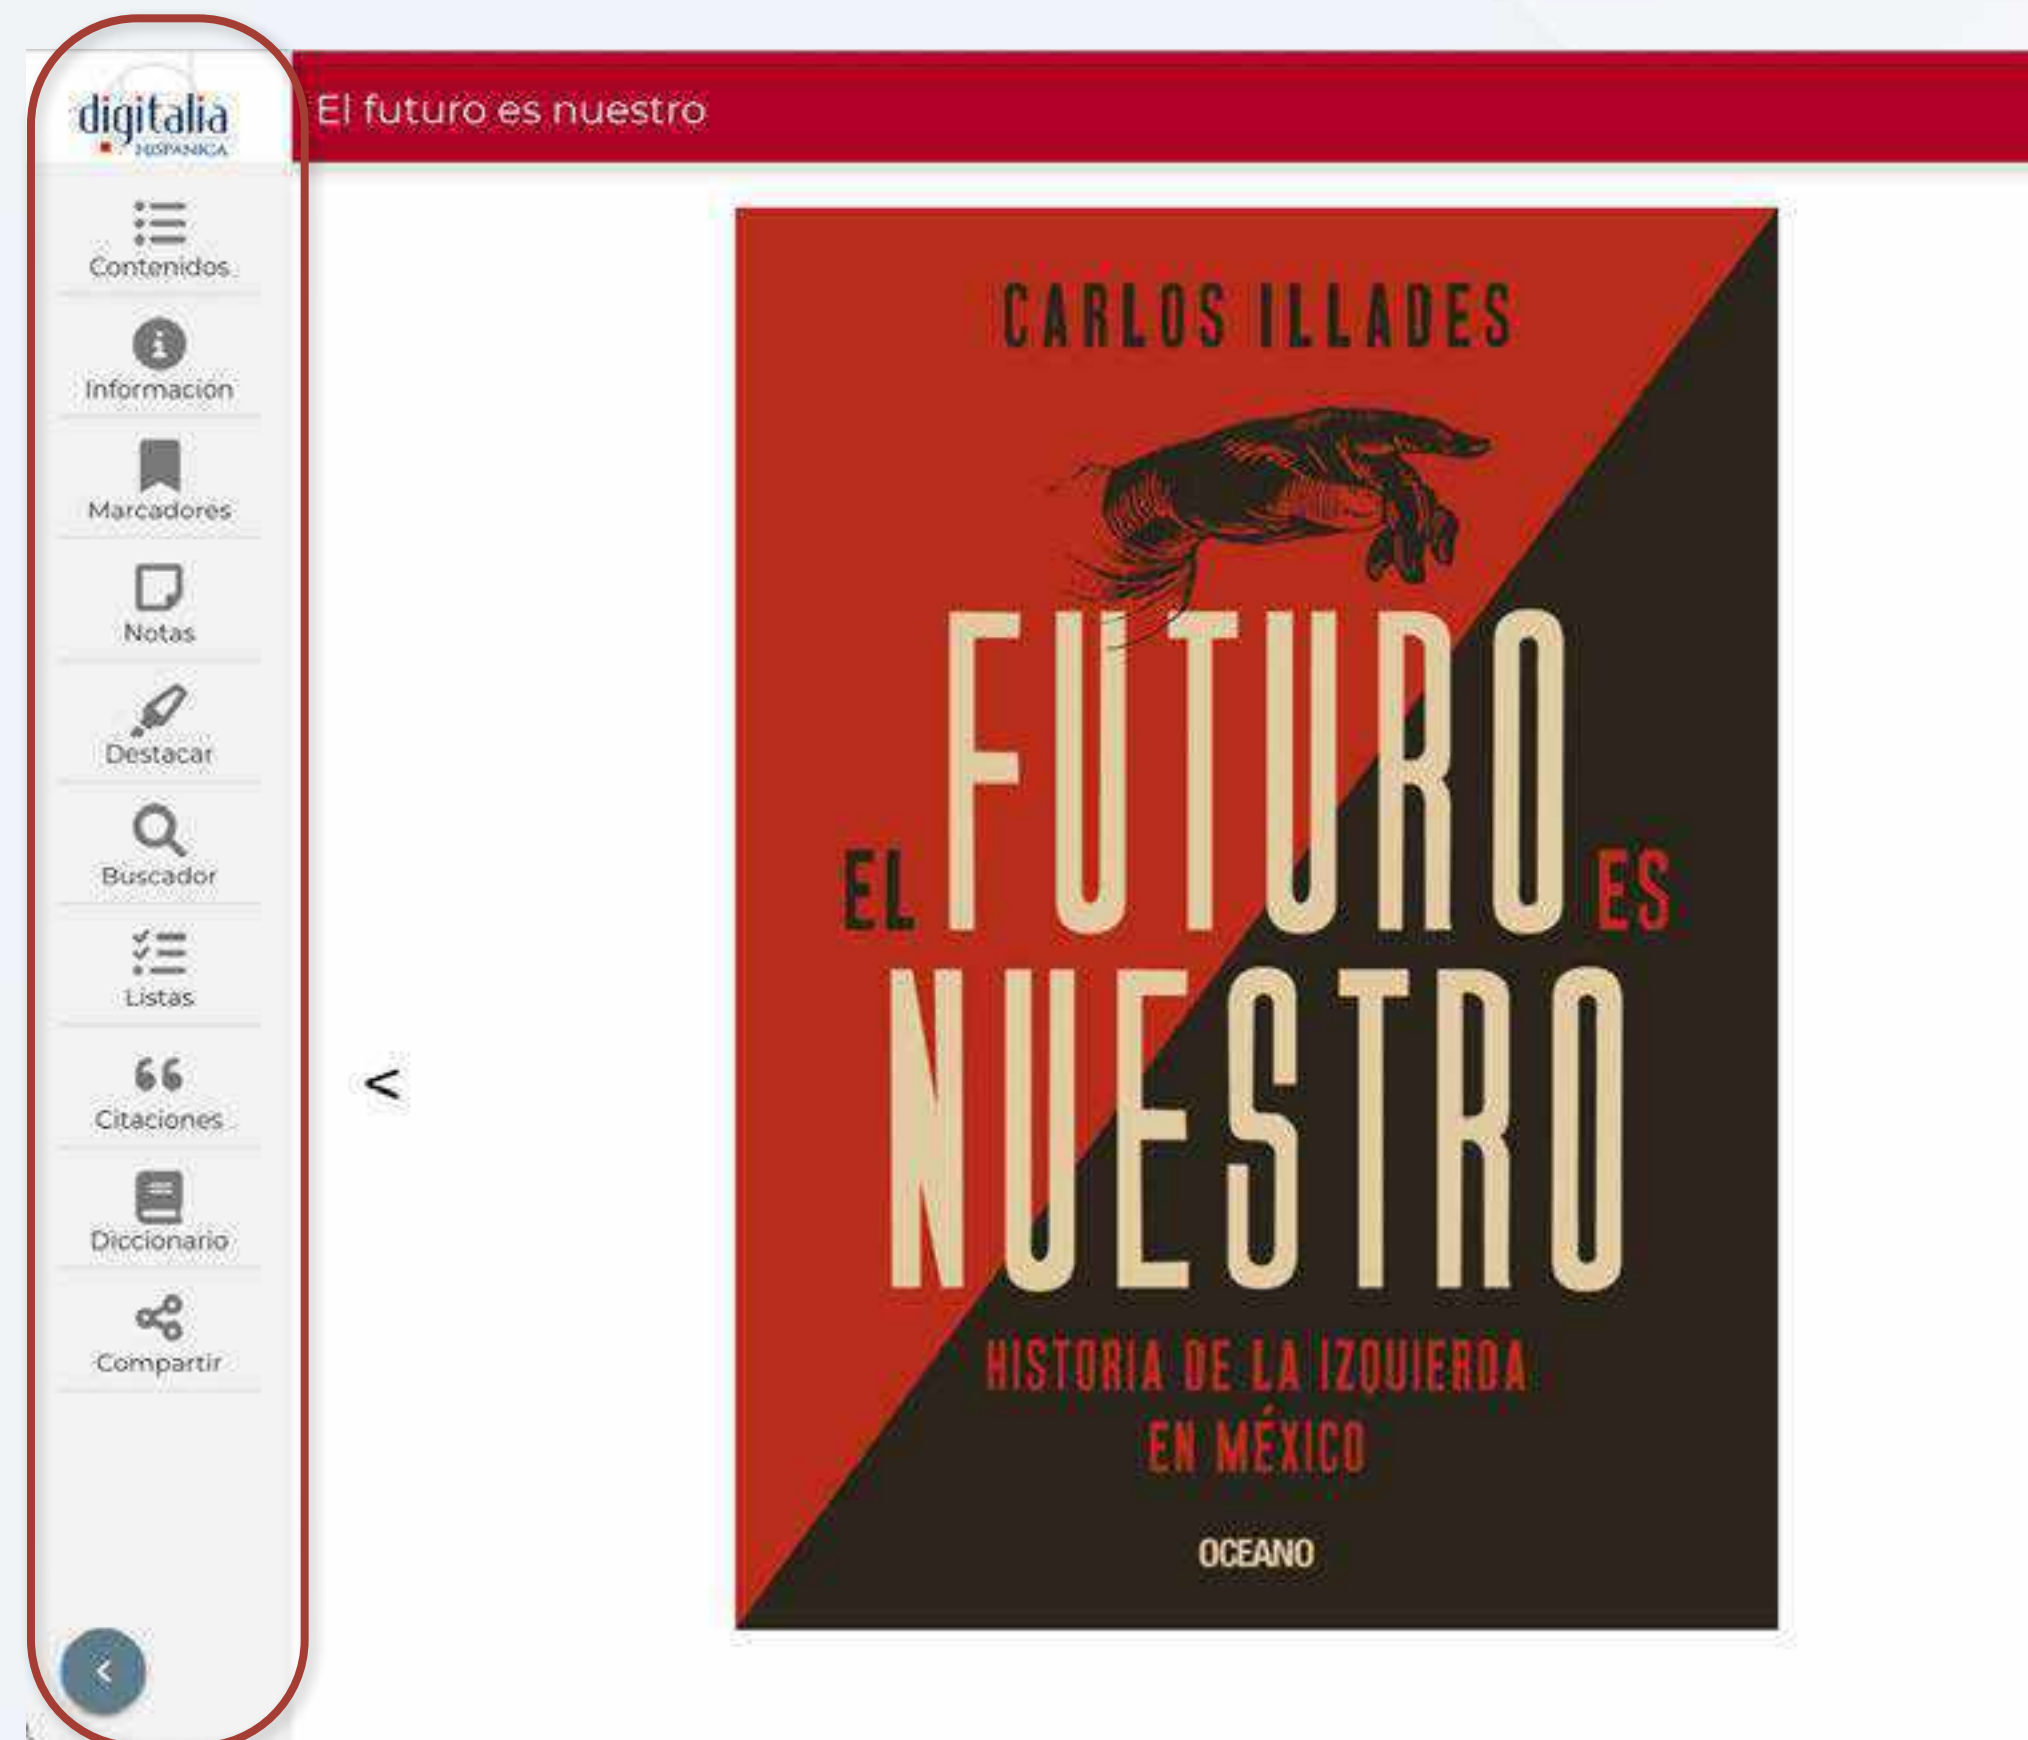 digitalia
HISPANICA
El futuro es nuestro
Contenidos
Información
Marcadores
Notas
Destacar
Buscador
Listas
Citaciones
Diccionario
Compartir
<
CARLOS ILLADES
EL FUTURO ES
NUESTRO
HISTORIA DE LA IZQUIERDA
EN MÉXICO
OCEANO